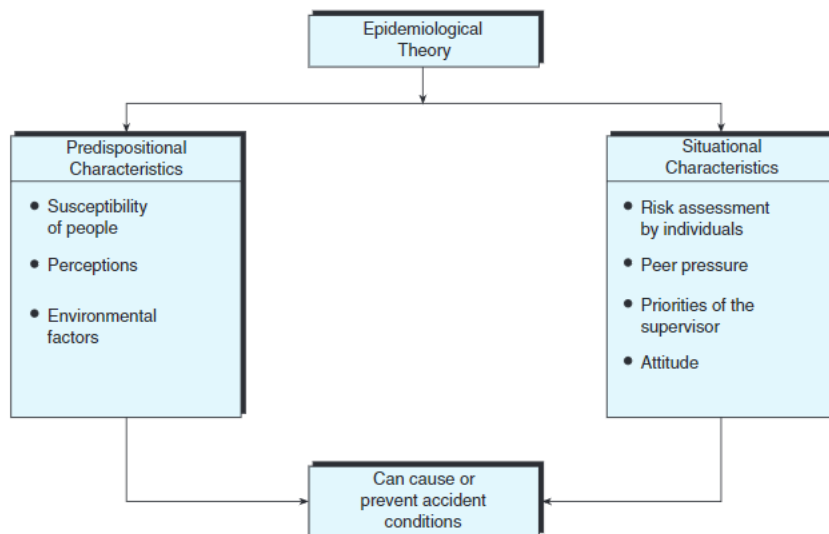 Epidemiological
Theory
Predispositional
Characteristics
• Susceptibility
of people
• Perceptions
• Environmental
factors
Situational
Characteristics
• Risk assessment
by individuals
• Peer pressure
• Priorities of the
supervisor
• Attitude
Can cause or
prevent accident
conditions